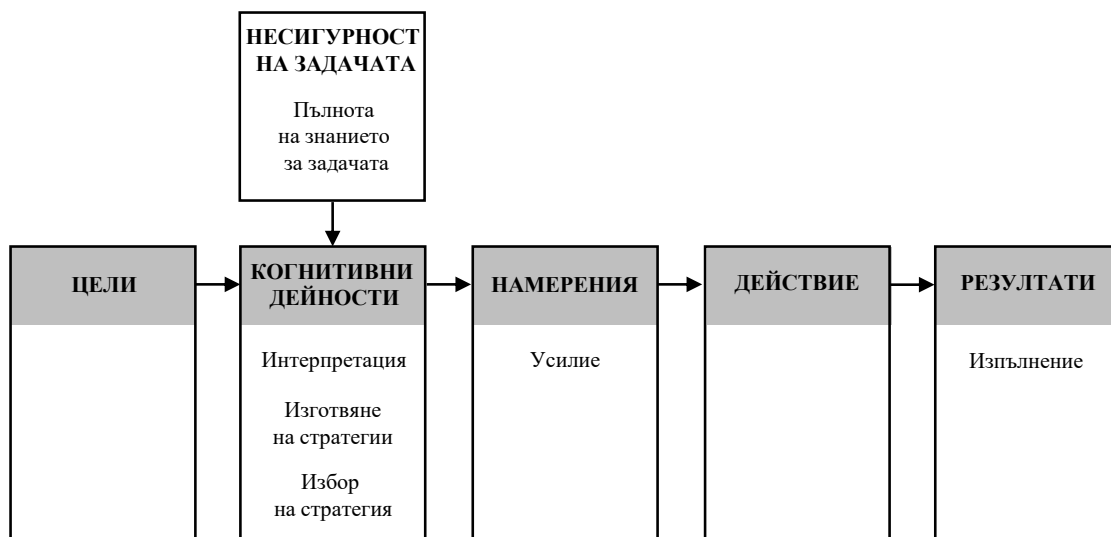 НЕСИГУРНОСТ
НА ЗАДАЧАТА
Пълнота
на знанието
за задачата
ЦЕЛИ
КОГНИТИВНИ
ДЕЙНОСТИ
Интерпретация
Изготвяне
на стратегии
Избор
на стратегия
НАМЕРЕНИЯ
Усилие
ДЕЙСТВИЕ
РЕЗУЛТАТИ
Изпълнение